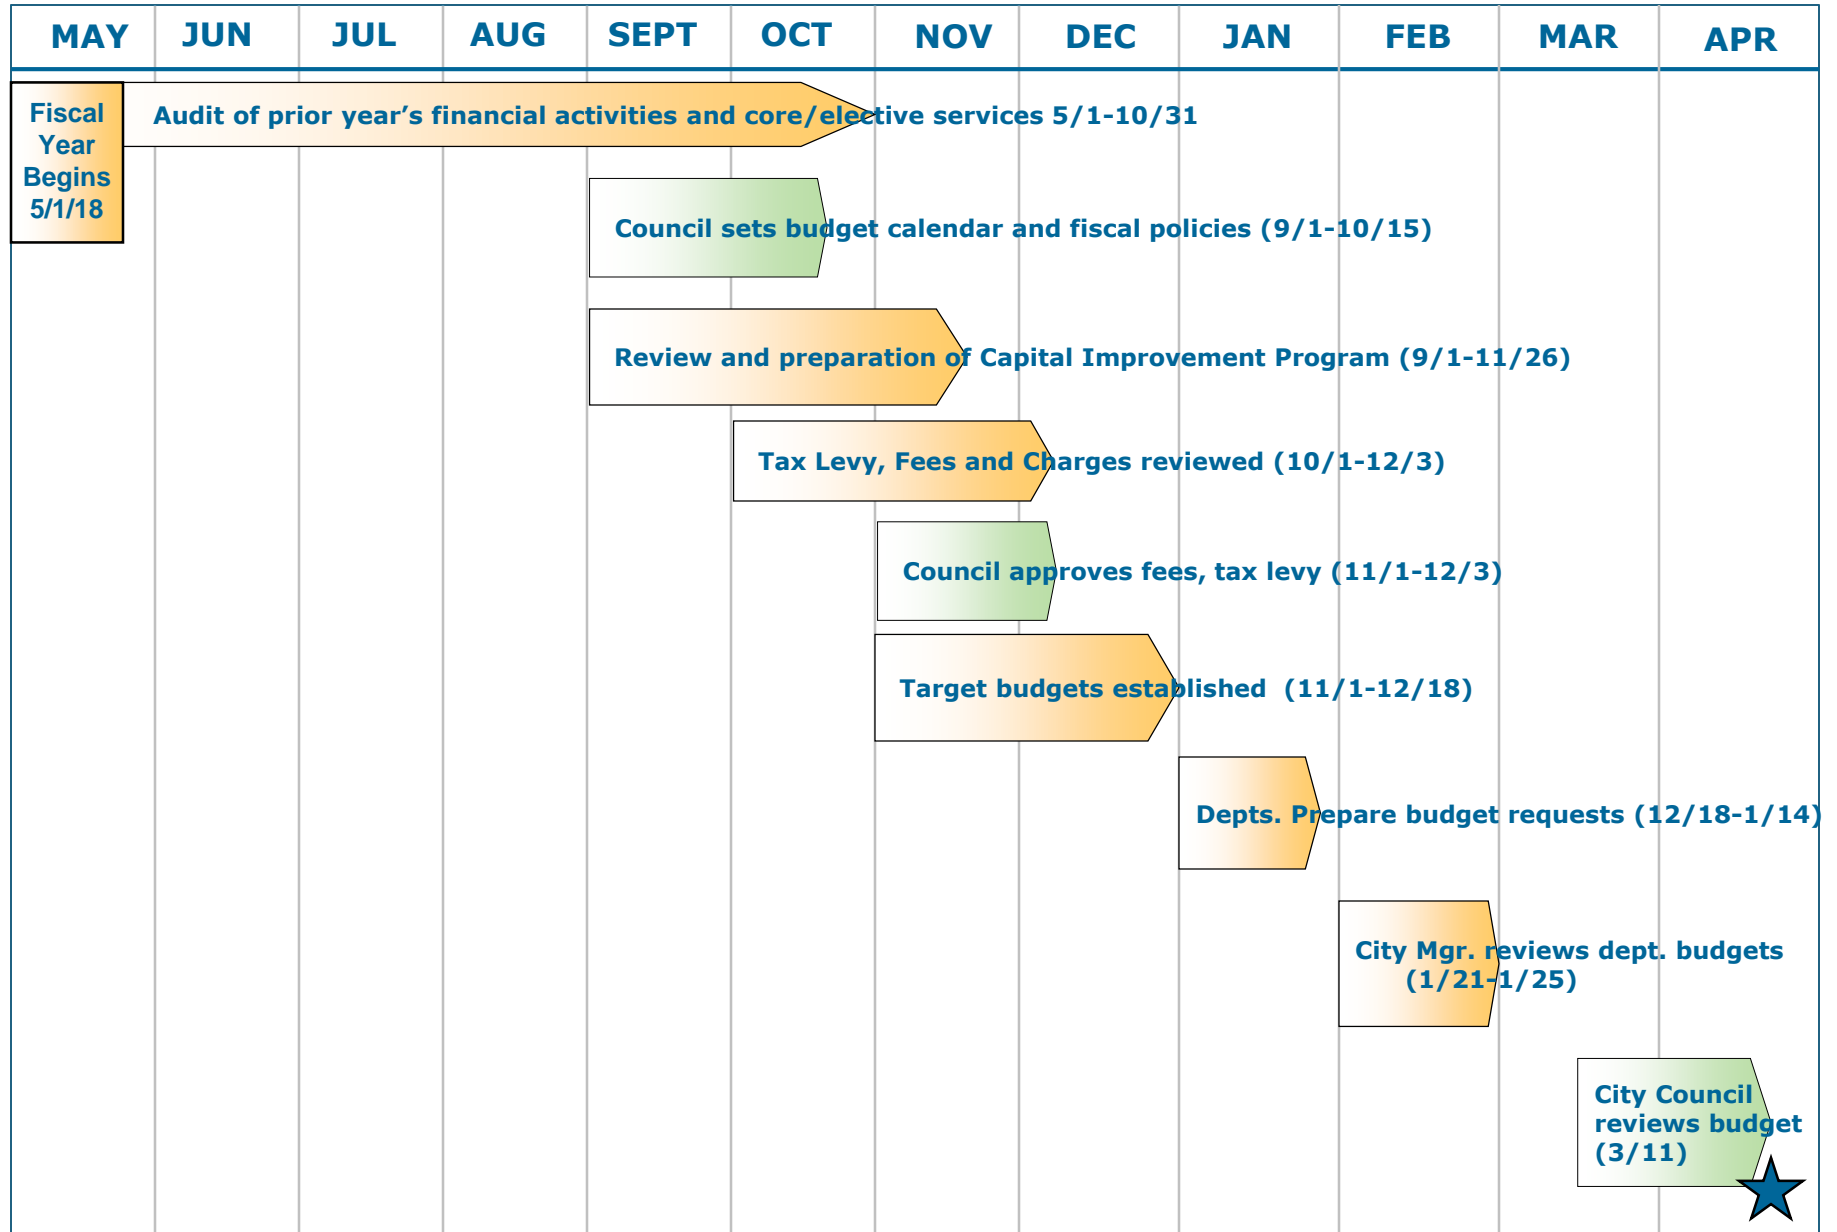 MAY JUN JUL AUG SEPT OCT NOV DEC JAN FEB MAR APR
Fiscal
Year
Begins
5/1/18
Audit of prior year's financial activities and core/elective services 5/1-10/31
Council sets budget calendar and fiscal policies (9/1-10/15)
Review and preparation of Capital Improvement Program (9/1-11/26)
Tax Levy, Fees and Charges reviewed (10/1-12/3)
Council approves fees, tax levy (11/1-12/3)
Target budgets established (11/1-12/18)
Depts. Prepare budget requests (12/18-1/14)
City Mgr. reviews dept. budgets
(1/21-1/25)
City Council
reviews budget
(3/11)